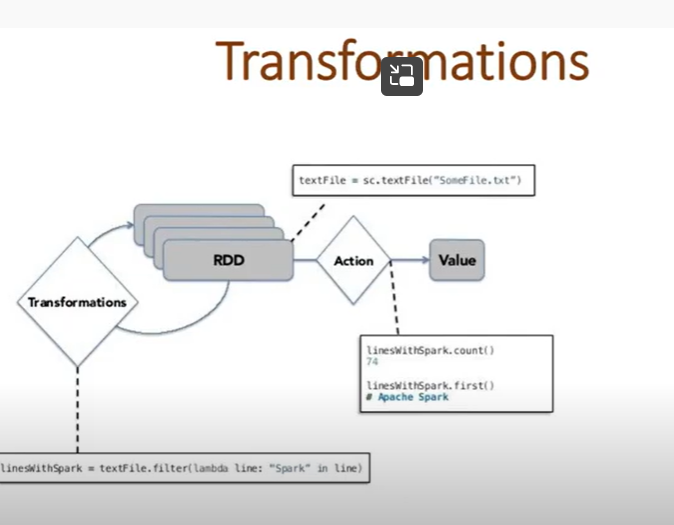 Transformations
textFile = sc.textFile("SomeFile.txt")
RDD
Action
Value
Transformations
linesWithSpark.count()
74
linesWithSpark.first()
# Apache Spark
linesWithSpark = textFile.filter(lambda line: "Spark" in line)